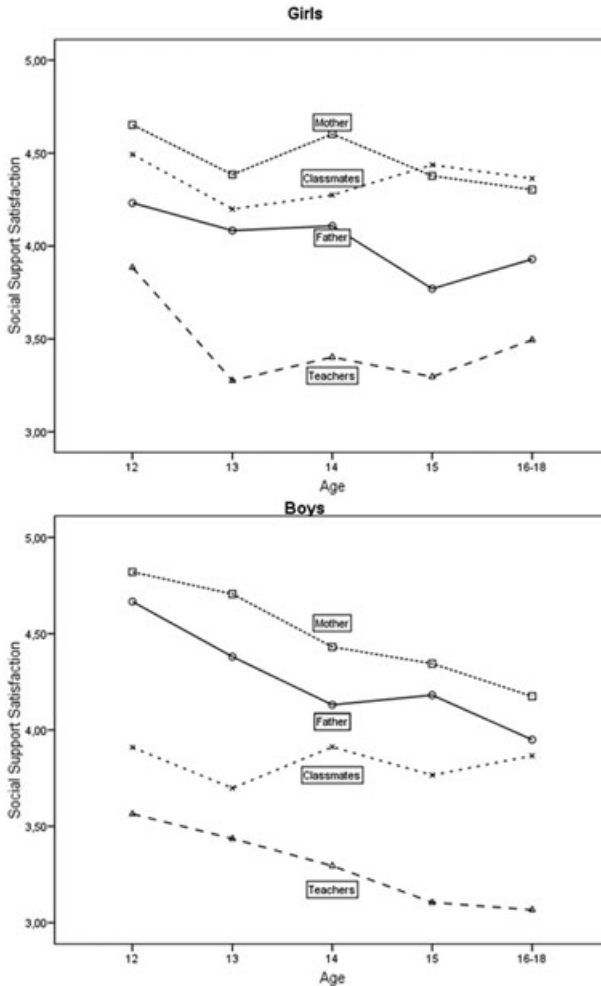 Girls
Social Support Satisfaction
5,00
4,50
4,00
3,50
3,00
Mother
Classmates
Father
Teachers
12 13 14 15 16-18
Age
Boys
Social Support Satisfaction
5,00
4,50
4,00
3,50
3,00
Mother
Father
Classmates
Teachers
12 13 14 15 16-18
Age